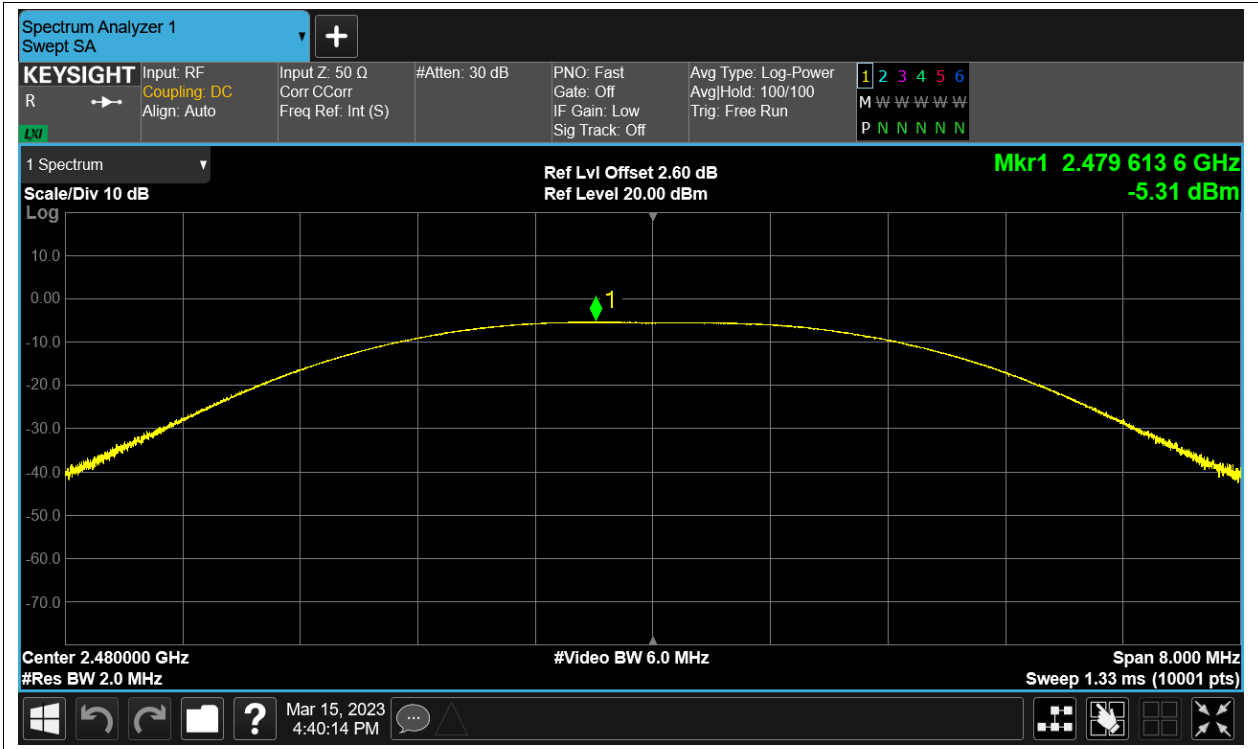 Spectrum Analyzer 1
Swept SA
KEYSIGHT
R
LXI
Input: RF
Coupling: DC
Align: Auto
Input Z: 50 Ω
Corr CCorr
Freq Ref: Int (S)
#Atten: 30 dB
PNO: Fast
Gate: Off
IF Gain: Low
Sig Track: Off
Avg Type: Log-Power
Avg|Hold: 100/100
Trig: Free Run
1 2 3 4 5 6
M W W W W W
P N N N N N
1 Spectrum
Scale/Div 10 dB
Log
Ref Lvl Offset 2.60 dB
Ref Level 20.00 dBm
Mkr1 2.479 613 6 GHz
-5.31 dBm
10.0
0.00
1
-10.0
-20.0
-30.0
-40.0
-50.0
-60.0
-70.0
Center 2.480000 GHz
#Res BW 2.0 MHz
#Video BW 6.0 MHz
Span 8.000 MHz
Sweep 1.33 ms (10001 pts)
?
Mar 15, 2023
4:40:14 PM